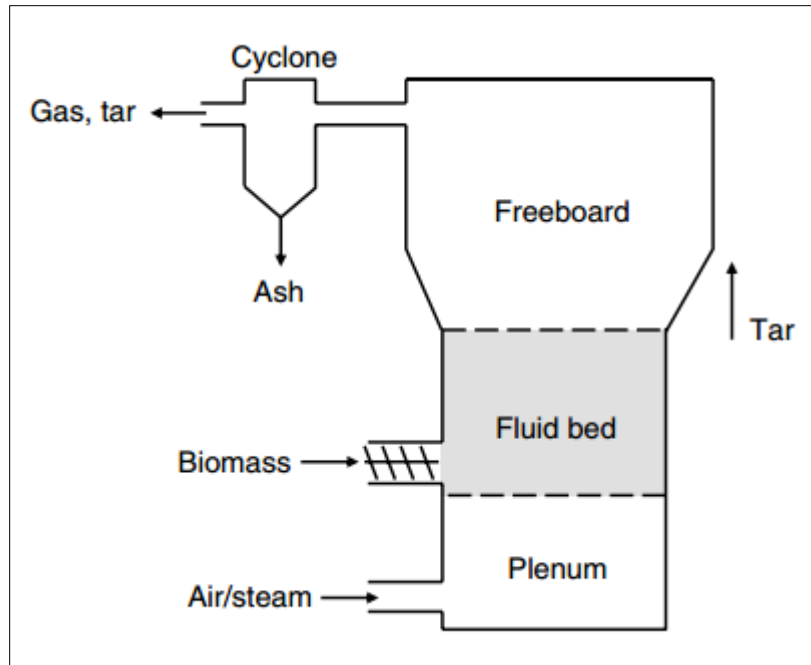 Cyclone
Gas, tar
Freeboard
Ash
Tar
Fluid bed
Biomass
Plenum
Air/steam